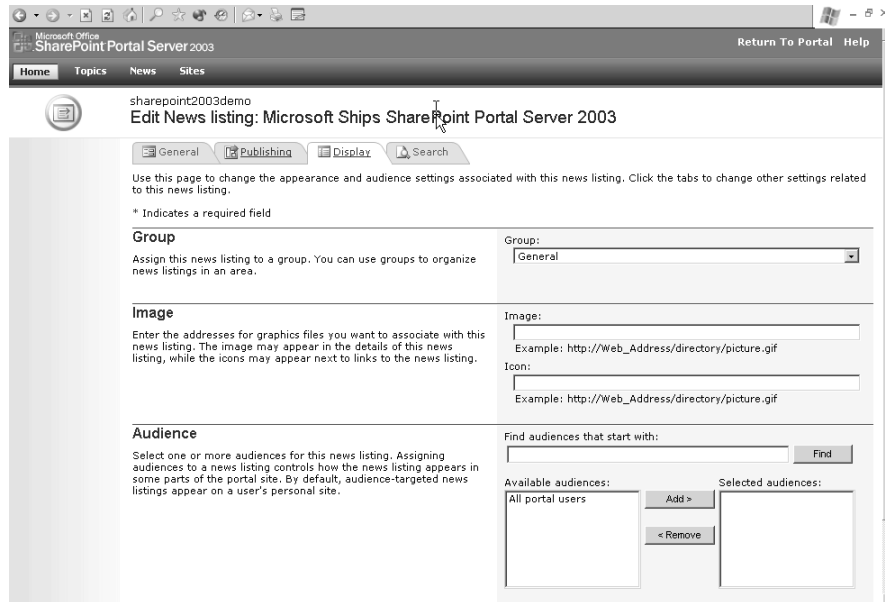 Microsoft Office
SharePoint Portal Server 2003
Return To Portal Help
Home Topics News Sites
sharepoint2003demo
Edit News listing: Microsoft Ships SharePoint Portal Server 2003
General Publishing Display Search
Use this page to change the appearance and audience settings associated with this news listing. Click the tabs to change other settings related
to this news listing.
* Indicates a required field
Group
Assign this news listing to a group. You can use groups to organize
news listings in an area.
Group:
General
Image
Enter the addresses for graphics files you want to associate with this
news listing. The image may appear in the details of this news
listing, while the icons may appear next to links to the news listing.
Image:
Example: http://Web_Address/directory/picture.gif
Icon:
Example: http://Web_Address/directory/picture.gif
Audience
Select one or more audiences for this news listing. Assigning
audiences to a news listing controls how the news listing appears in
some parts of the portal site. By default, audience-targeted news
listings appear on a user's personal site.
Find audiences that start with:
Find
Available audiences:
All portal users
Add >
< Remove
Selected audiences: